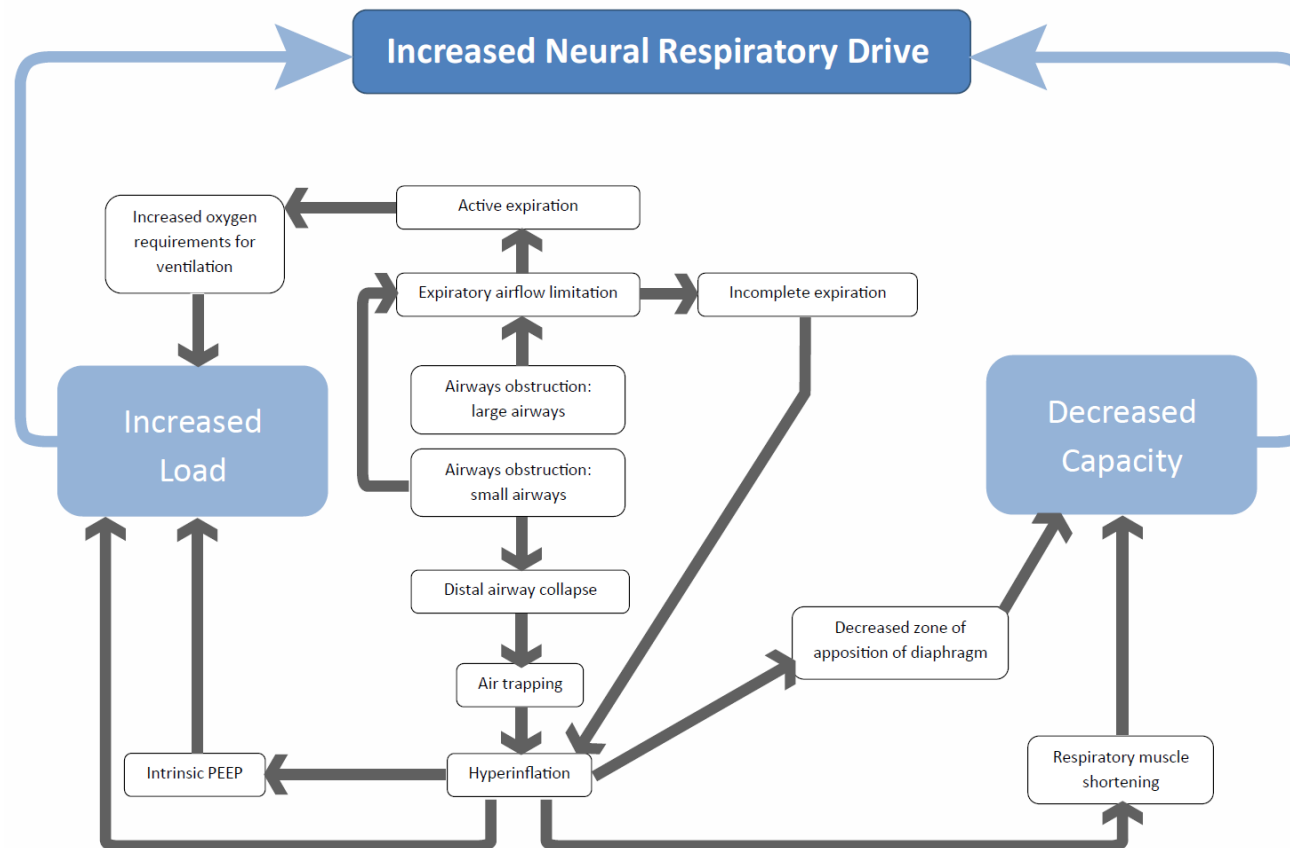 Increased Neural Respiratory Drive
Increased oxygen
requirements for
ventilation
Active expiration
Expiratory airflow limitation
Incomplete expiration
Airways obstruction:
large airways
Increased
Load
Decreased
Capacity
Airways obstruction:
small airways
Distal airway collapse
Decreased zone of
apposition of diaphragm
Air trapping
Intrinsic PEEP
Hyperinflation
Respiratory muscle
shortening